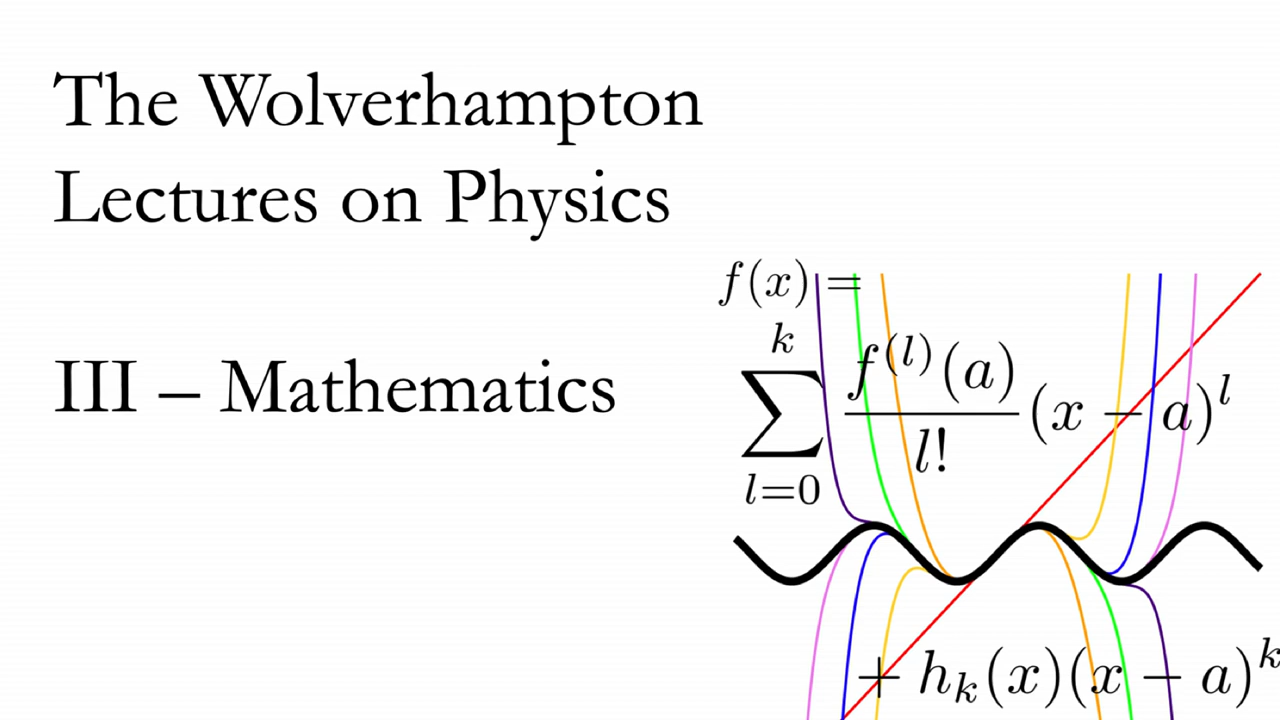 The Wolverhampton
Lectures on Physics
III – Mathematics
f(x) =
k
∑ f^{(l)}(a) / l! (x − a)^l
l=0
+ h_k(x)(x − a)^k